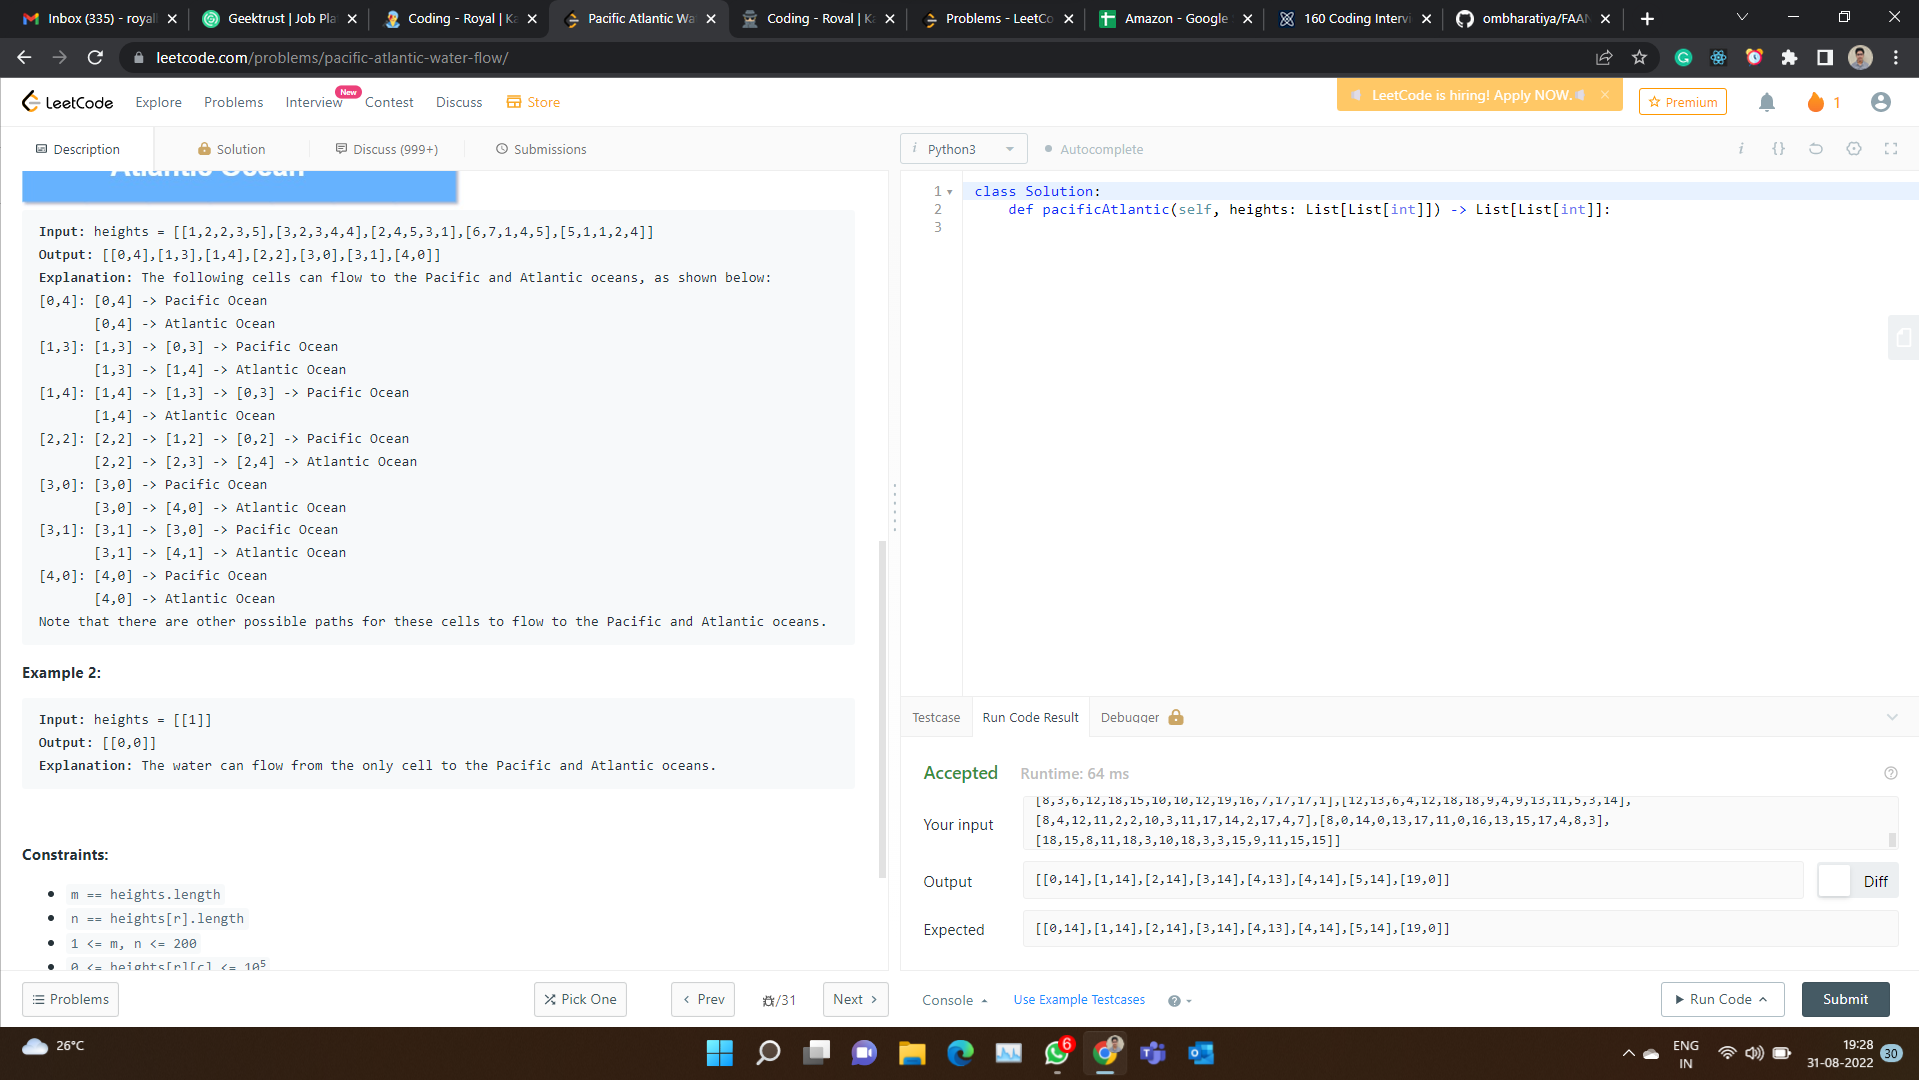 Inbox (335) - royal
Geektrust | Job Pla
Coding - Royal | Ka
Pacific Atlantic Wat
Coding - Royal | Ka
Problems - LeetCo
Amazon - Google
160 Coding Intervi
ombharatiya/FAAN
leetcode.com/problems/pacific-atlantic-water-flow/
LeetCode
Explore
Problems
Interview
New
Contest
Discuss
Store
LeetCode is hiring! Apply NOW.
Premium
1
Description
Solution
Discuss (999+)
Submissions
i Python3
Autocomplete
i {}
Atlantic Ocean
Input: heights = [[1,2,2,3,5],[3,2,3,4,4],[2,4,5,3,1],[6,7,1,4,5],[5,1,1,2,4]]
Output: [[0,4],[1,3],[1,4],[2,2],[3,0],[3,1],[4,0]]
Explanation: The following cells can flow to the Pacific and Atlantic oceans, as shown below:
[0,4]: [0,4] -> Pacific Ocean
[0,4] -> Atlantic Ocean
[1,3]: [1,3] -> [0,3] -> Pacific Ocean
[1,3] -> [1,4] -> Atlantic Ocean
[1,4]: [1,4] -> [1,3] -> [0,3] -> Pacific Ocean
[1,4] -> Atlantic Ocean
[2,2]: [2,2] -> [1,2] -> [0,2] -> Pacific Ocean
[2,2] -> [2,3] -> [2,4] -> Atlantic Ocean
[3,0]: [3,0] -> Pacific Ocean
[3,0] -> [4,0] -> Atlantic Ocean
[3,1]: [3,1] -> [3,0] -> Pacific Ocean
[3,1] -> [4,1] -> Atlantic Ocean
[4,0]: [4,0] -> Pacific Ocean
[4,0] -> Atlantic Ocean
Note that there are other possible paths for these cells to flow to the Pacific and Atlantic oceans.
Example 2:
Input: heights = [[1]]
Output: [[0,0]]
Explanation: The water can flow from the only cell to the Pacific and Atlantic oceans.
Constraints:
m == heights.length
n == heights[r].length
1 <= m, n <= 200
0 <= heights[r][c] <= 10⁵
1 class Solution:
2 def pacificAtlantic(self, heights: List[List[int]]) -> List[List[int]]:
3
Testcase
Run Code Result
Debugger
Accepted
Runtime: 64 ms
Your input
[8,3,6,12,18,15,10,10,12,19,16,7,17,17,1],[12,13,6,4,12,18,18,9,4,9,13,11,5,3,14],
[8,4,12,11,2,2,10,3,11,17,14,2,17,4,7],[8,0,14,0,13,17,11,0,16,13,15,17,4,8,3],
[18,15,8,11,18,3,10,18,3,3,15,9,11,15,15]]
Output
[[0,14],[1,14],[2,14],[3,14],[4,13],[4,14],[5,14],[19,0]]
Diff
Expected
[[0,14],[1,14],[2,14],[3,14],[4,13],[4,14],[5,14],[19,0]]
Problems
Pick One
Prev
/31
Next
Console
Use Example Testcases
Run Code
Submit
26°C
6
ENG
IN
19:28
31-08-2022
30